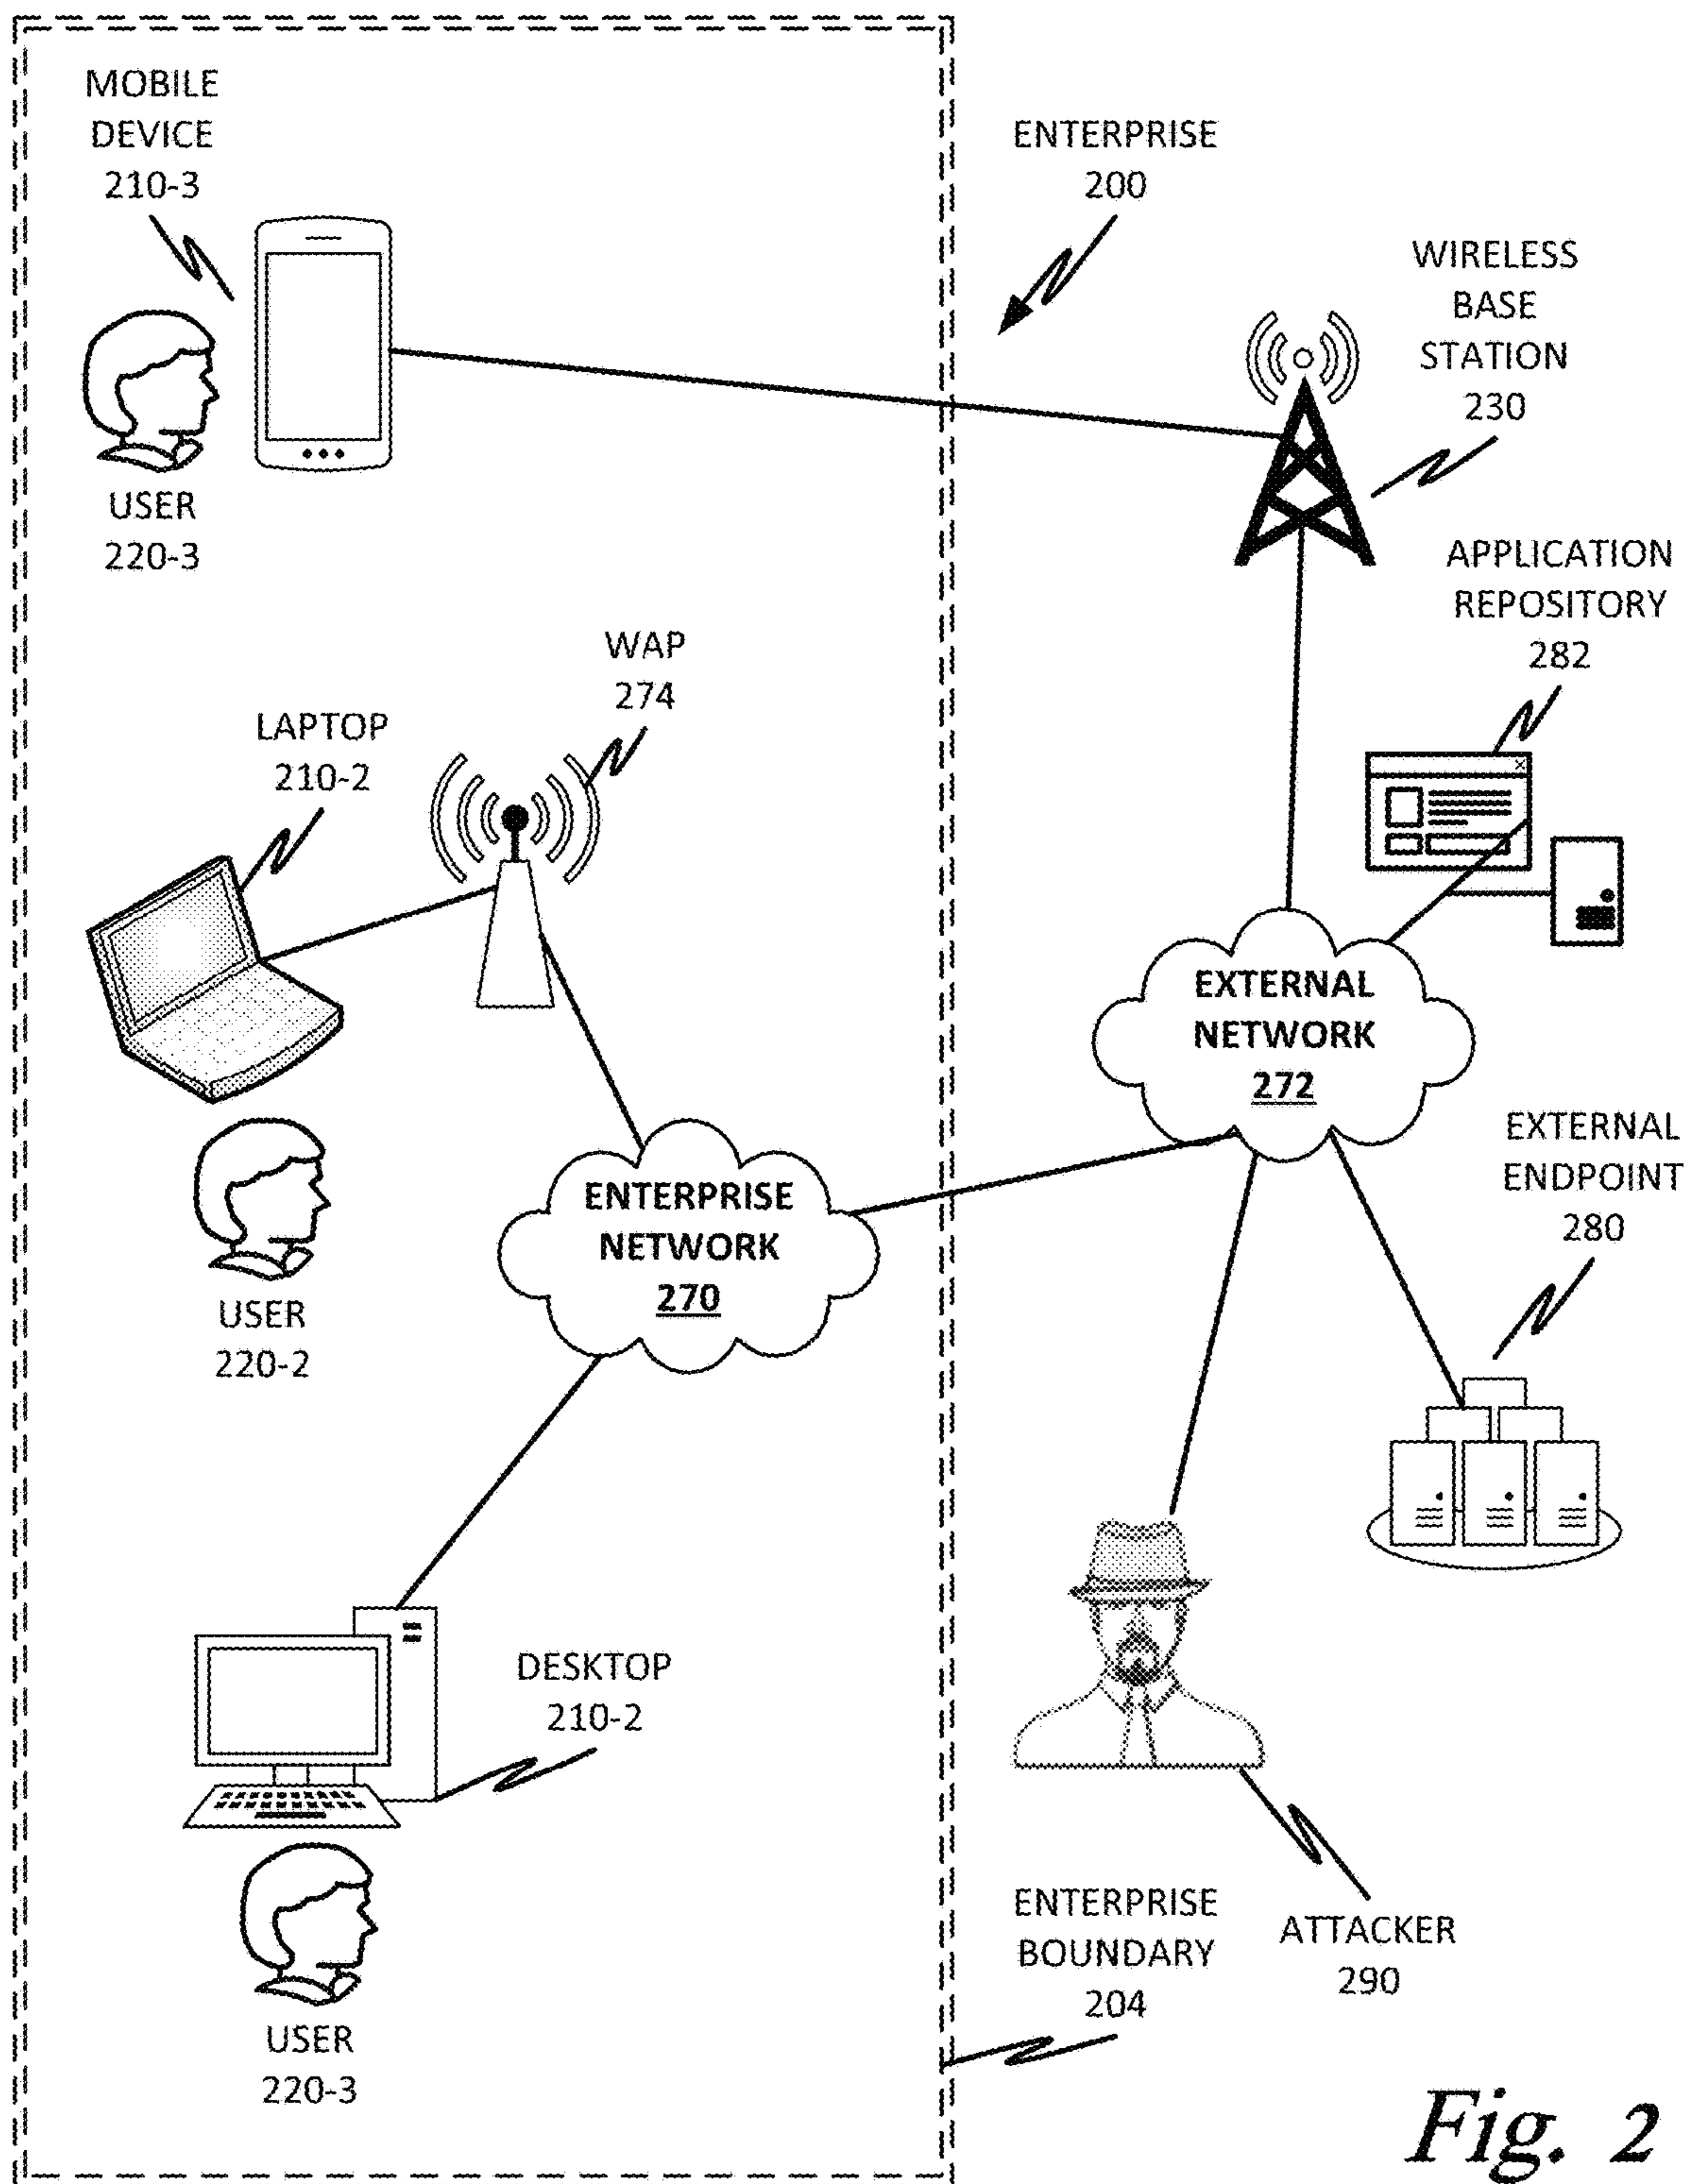 MOBILE
DEVICE
210-3
ENTERPRISE
200
WIRELESS
BASE
STATION
230
USER
220-3
APPLICATION
REPOSITORY
282
WAP
274
LAPTOP
210-2
EXTERNAL
NETWORK
272
EXTERNAL
ENDPOINT
280
ENTERPRISE
NETWORK
270
USER
220-2
DESKTOP
210-2
ENTERPRISE
BOUNDARY
204
ATTACKER
290
USER
220-3
Fig. 2